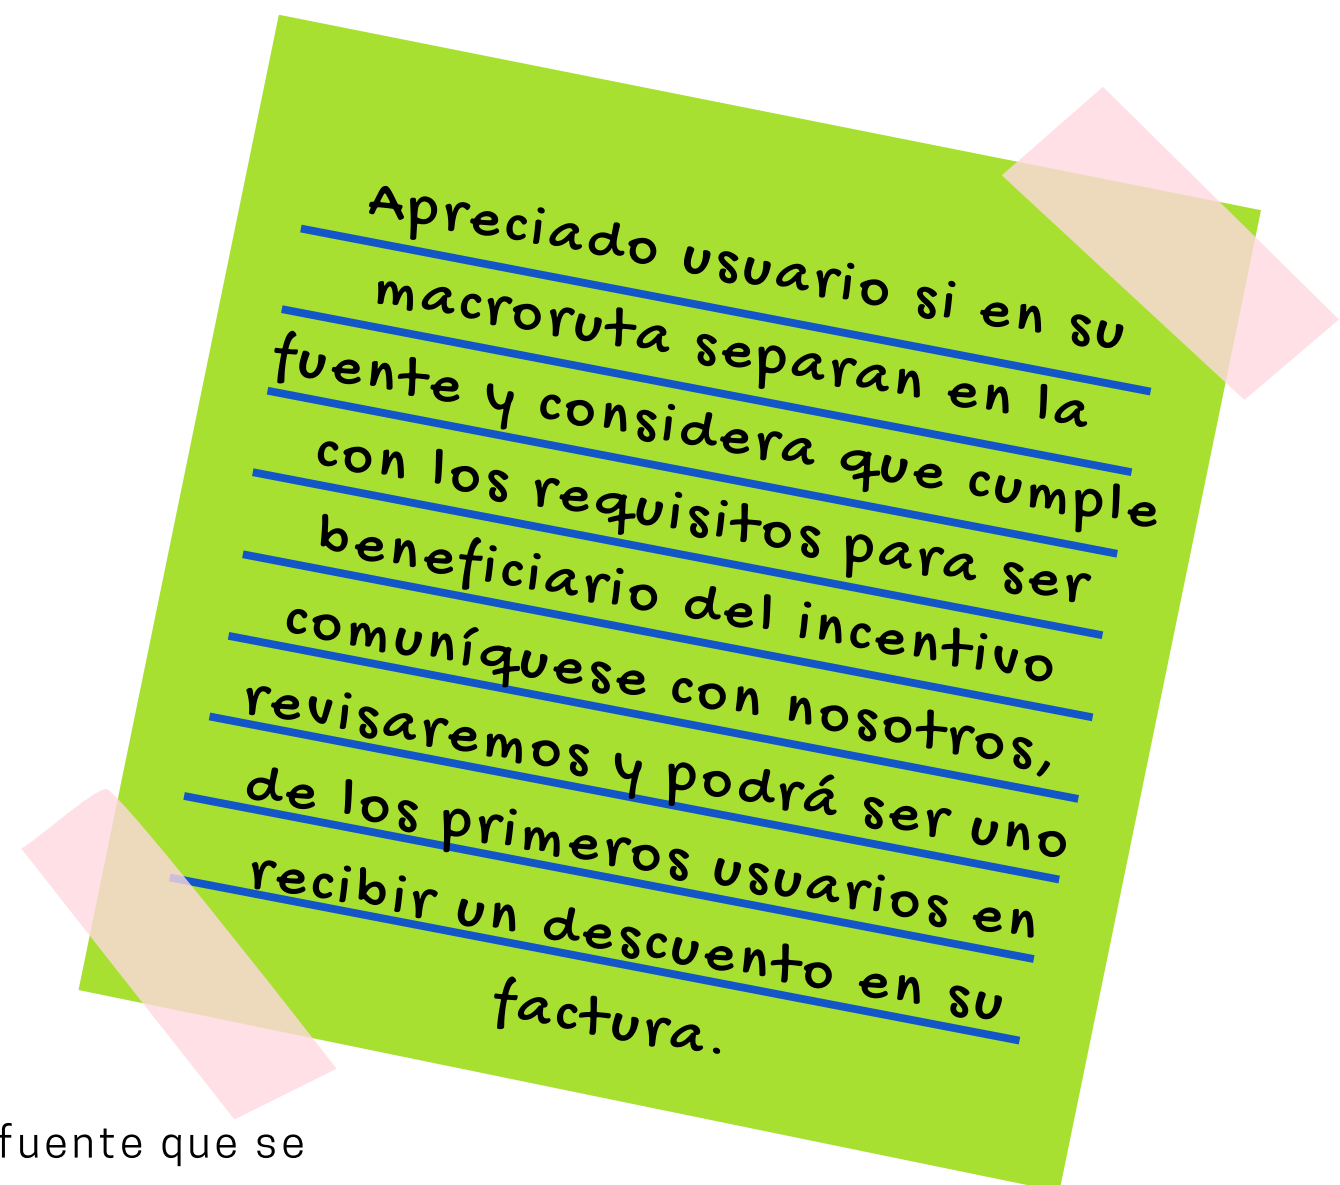 Apreciado usuario si en su
macroruta separan en la
fuente y considera que cumple
con los requisitos para ser
beneficiario del incentivo
comuníquese con nosotros,
revisaremos y podrá ser uno
de los primeros usuarios en
recibir un descuento en su
factura.
fuente que se